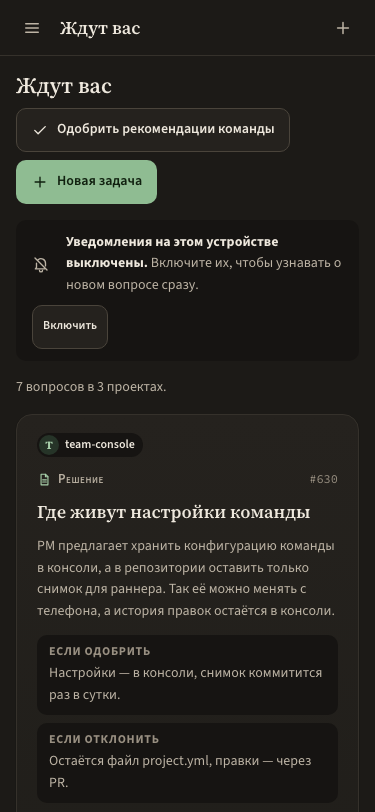 Ждут вас
Ждут вас
Одобрить рекомендации команды
Новая задача
Уведомления на этом устройстве
выключены. Включите их, чтобы узнавать о
новом вопросе сразу.
Включить
7 вопросов в 3 проектах.
T team-console
Решение #630
Где живут настройки команды
PM предлагает хранить конфигурацию команды
в консоли, а в репозитории оставить только
снимок для раннера. Так её можно менять с
телефона, а история правок остаётся в консоли.
ЕСЛИ ОДОБРИТЬ
Настройки — в консоли, снимок коммитится
раз в сутки.
ЕСЛИ ОТКЛОНИТЬ
Остаётся файл project.yml, правки — через
PR.